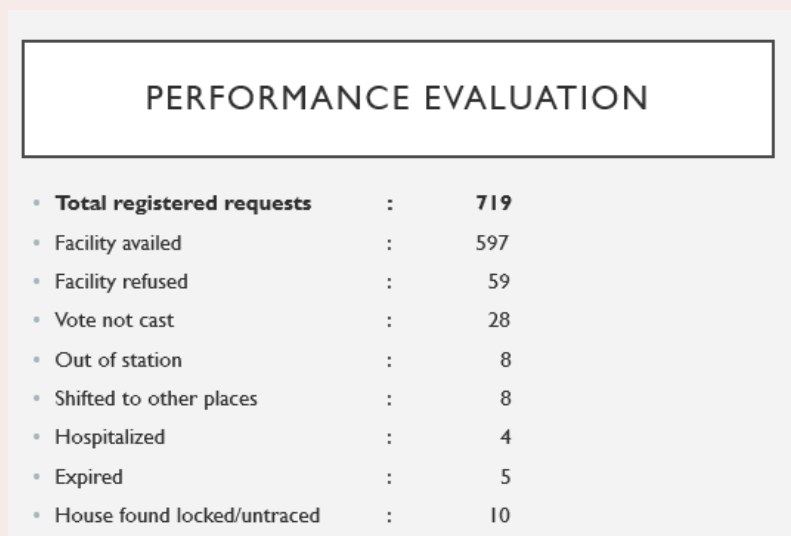 PERFORMANCE EVALUATION
• Total registered requests : 719
• Facility availed : 597
• Facility refused : 59
• Vote not cast : 28
• Out of station : 8
• Shifted to other places : 8
• Hospitalized : 4
• Expired : 5
• House found locked/untraced : 10